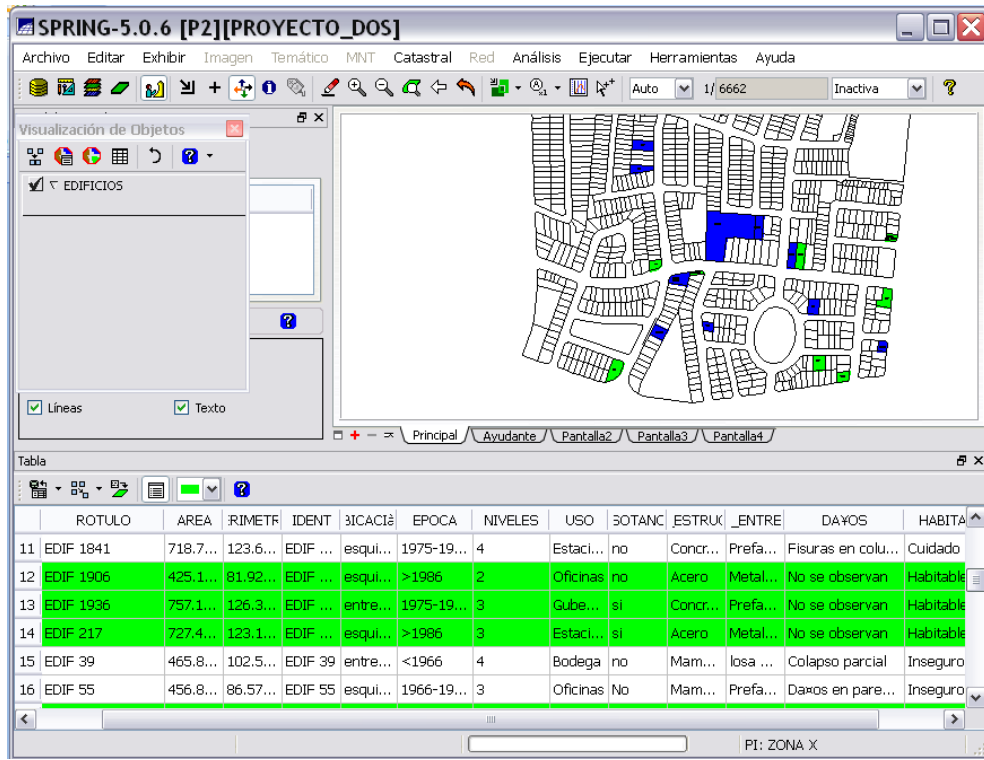 SPRING-5.0.6 [P2][PROYECTO_DOS]
Archivo Editar Exhibir Imagen Temático MNT Catastral Red Análisis Ejecutar Herramientas Ayuda
Auto 1/ 6662 Inactiva
Visualización de Objetos
EDIFICIOS
Líneas Texto
Principal Ayudante Pantalla2 Pantalla3 Pantalla4
Tabla
ROTULO AREA RIMETR IDENT BICACIà EPOCA NIVELES USO SOTANC _ESTRUC _ENTRE DA¥OS HABITA
11 EDIF 1841 718.7... 123.6... EDIF ... esqui... 1975-19... 4 Estaci... no Concr... Prefa... Fisuras en colu... Cuidado
12 EDIF 1906 425.1... 81.92... EDIF ... esqui... >1986 2 Oficinas no Acero Metal... No se observan Habitable
13 EDIF 1936 757.1... 126.3... EDIF ... entre... 1975-19... 3 Gube... si Concr... Prefa... No se observan Habitable
14 EDIF 217 727.4... 123.1... EDIF ... esqui... >1986 3 Estaci... si Acero Metal... No se observan Habitable
15 EDIF 39 465.8... 102.5... EDIF 39 entre... <1966 4 Bodega no Mam... losa ... Colapso parcial Inseguro
16 EDIF 55 456.8... 86.57... EDIF 55 esqui... 1966-19... 3 Oficinas No Mam... Prefa... Da¤os en pare... Inseguro
PI: ZONA X